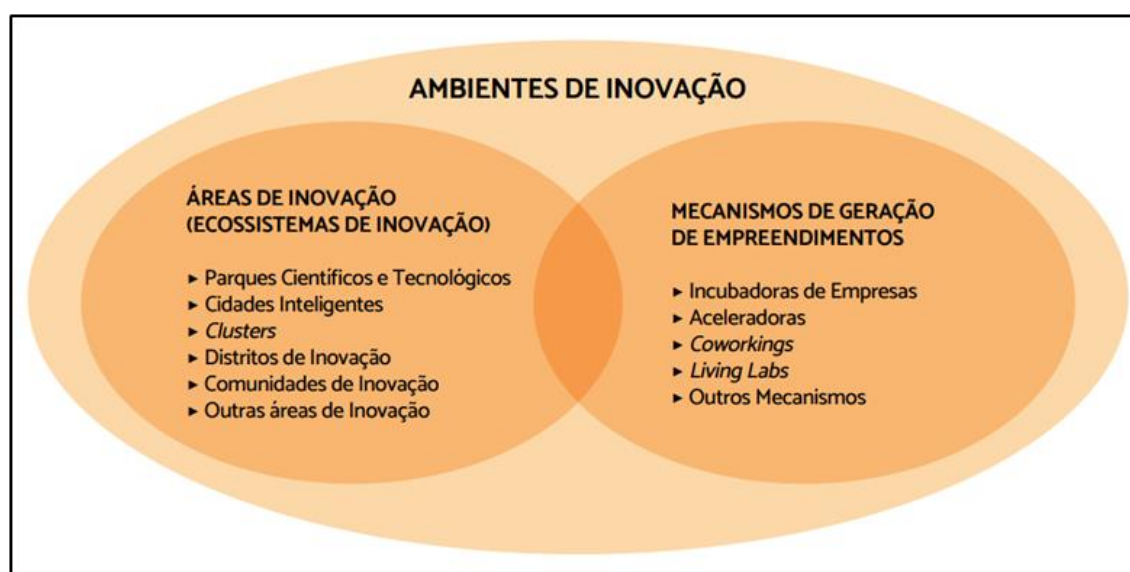 AMBIENTES DE INOVAÇÃO
ÁREAS DE INOVAÇÃO
(ECOSSISTEMAS DE INOVAÇÃO)
▸ Parques Científicos e Tecnológicos
▸ Cidades Inteligentes
▸ Clusters
▸ Distritos de Inovação
▸ Comunidades de Inovação
▸ Outras áreas de Inovação
MECANISMOS DE GERAÇÃO
DE EMPREENDIMENTOS
▸ Incubadoras de Empresas
▸ Aceleradoras
▸ Coworkings
▸ Living Labs
▸ Outros Mecanismos